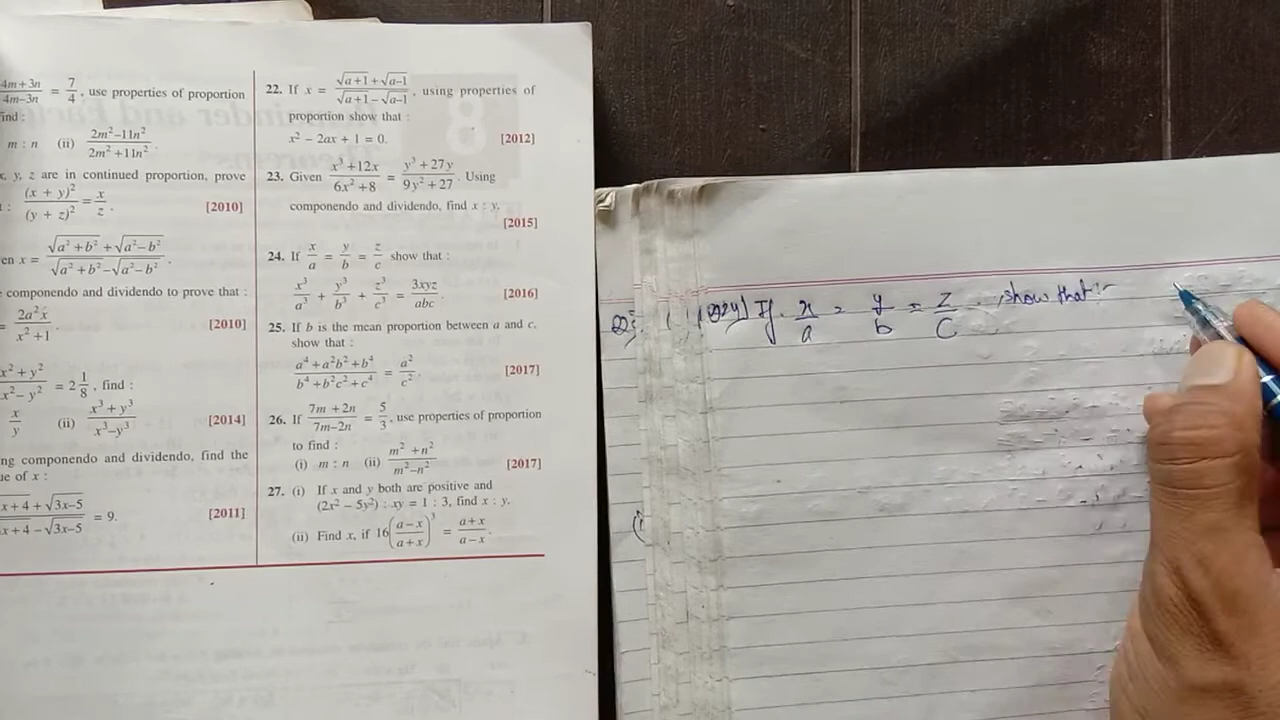 4m+3n / 4m–3n = 7/4, use properties of proportion
find :
m : n (ii) 2m²–11n² / 2m²+11n² .
x, y, z are in continued proportion, prove
: (x + y)² / (y + z)² = x/z . [2010]
en x = √a²+b² + √a²–b² / √a²+b² – √a²–b² .
componendo and dividendo to prove that :
= 2a²x / x²+1 . [2010]
x²+y² / x²–y² = 2 1/8, find :
x/y (ii) x³+y³ / x³–y³ [2014]
ng componendo and dividendo, find the
ue of x :
x+4 + √3x–5 / x+4 – √3x–5 = 9. [2011]
22. If x = √a+1 + √a–1 / √a+1 – √a–1 , using properties of
proportion show that :
x² – 2ax + 1 = 0. [2012]
23. Given x³+12x / 6x²+8 = y³+27y / 9y²+27 . Using
componendo and dividendo, find x : y.
[2015]
24. If x/a = y/b = z/c show that :
x³/a³ + y³/b³ + z³/c³ = 3xyz/abc . [2016]
25. If b is the mean proportion between a and c,
show that :
a⁴+a²b²+b⁴ / b⁴+b²c²+c⁴ = a²/c² . [2017]
26. If 7m+2n / 7m–2n = 5/3, use properties of proportion
to find :
(i) m : n (ii) m²+n² / m²–n² [2017]
27. (i) If x and y both are positive and
(2x² – 5y²) : xy = 1 : 3, find x : y.
(ii) Find x, if 16(a–x / a+x)³ = a+x / a–x .
If x/a = y/b = z/c , show that :-